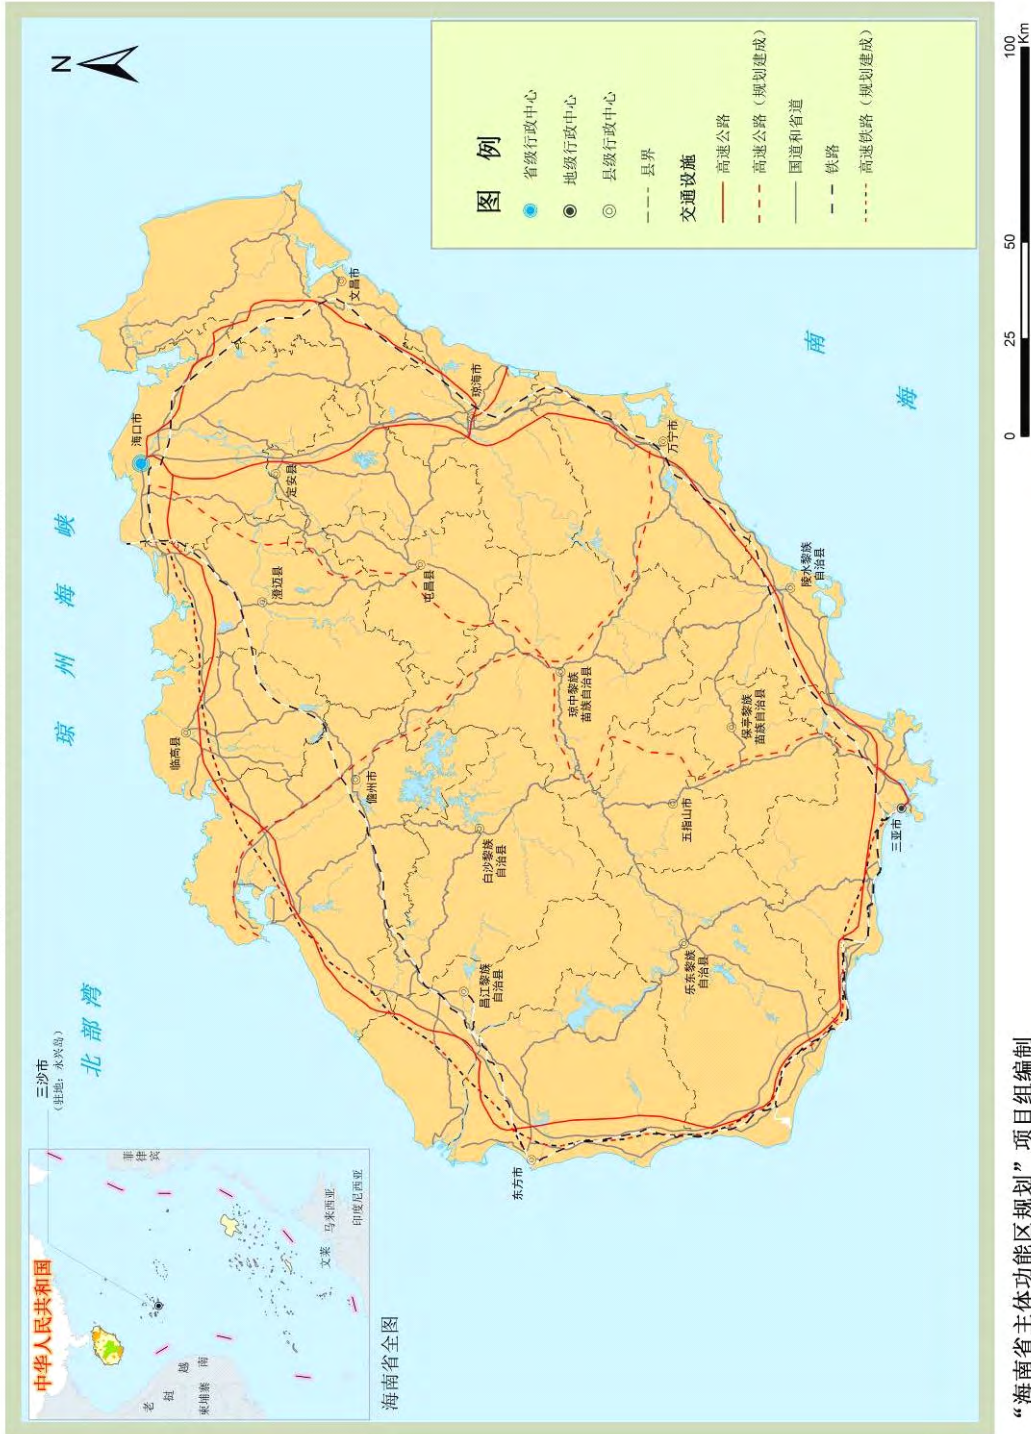 N
图 例
省级行政中心
地级行政中心
县级行政中心
县界
交通设施
高速公路
高速公路（规划建成）
国道和省道
铁路
高速铁路（规划建成）
琼州海峡
北部湾
南海
海口市
文昌市
定安县
琼海市
澄迈县
屯昌县
临高县
儋州市
万宁市
琼中黎族
苗族自治县
白沙黎族
自治县
昌江黎族
自治县
陵水黎族
自治县
保亭黎族
苗族自治县
五指山市
乐东黎族
自治县
东方市
三亚市
中华人民共和国
三沙市
（驻地：永兴岛）
老挝
越南
柬埔寨
菲律宾
文莱
马来西亚
印度尼西亚
海南省全图
“海南省主体功能区规划”项目组编制
0 25 50 100
Km